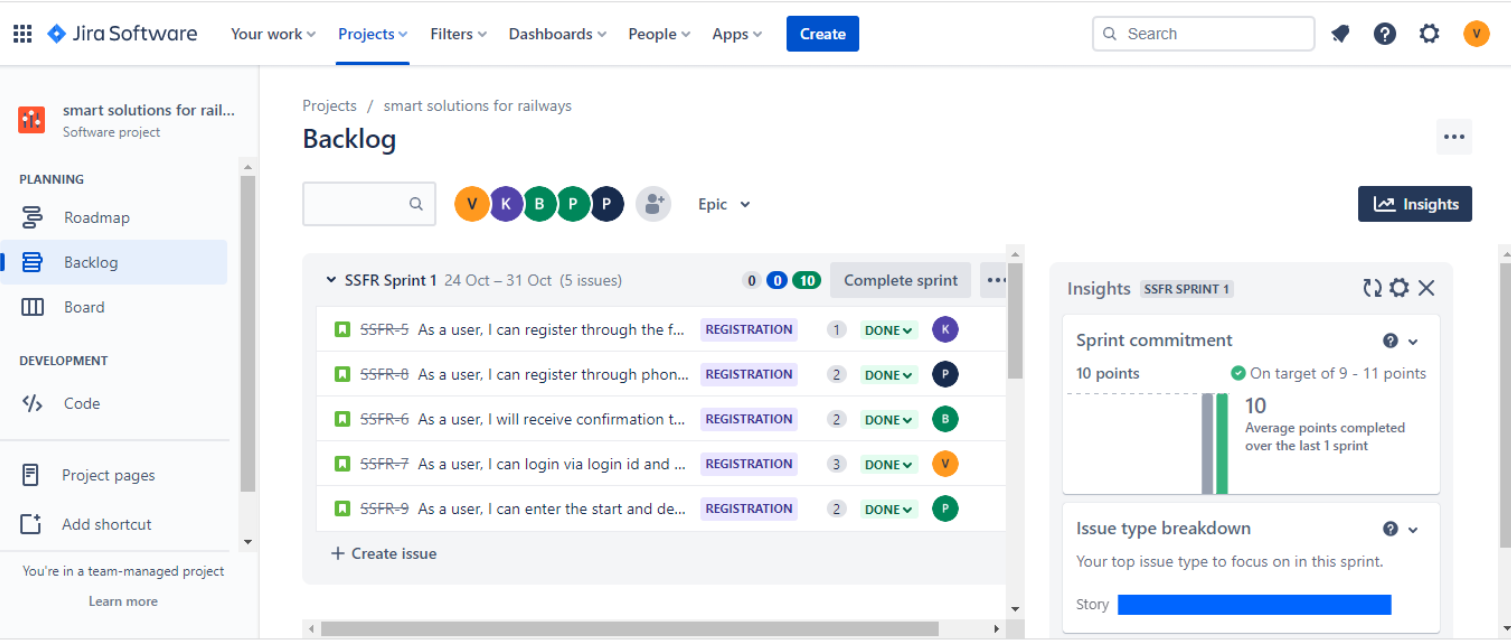 Jira Software Your work Projects Filters Dashboards People Apps Create Search V
smart solutions for rail...
Software project
PLANNING
Roadmap
Backlog
Board
DEVELOPMENT
Code
Project pages
Add shortcut
You're in a team-managed project
Learn more
Projects / smart solutions for railways
Backlog
V K B P P Epic Insights
SSFR Sprint 1 24 Oct – 31 Oct (5 issues) 0 0 10 Complete sprint
SSFR-5 As a user, I can register through the f... REGISTRATION 1 DONE K
SSFR-8 As a user, I can register through phon... REGISTRATION 2 DONE P
SSFR-6 As a user, I will receive confirmation t... REGISTRATION 2 DONE B
SSFR-7 As a user, I can login via login id and ... REGISTRATION 3 DONE V
SSFR-9 As a user, I can enter the start and de... REGISTRATION 2 DONE P
+ Create issue
Insights SSFR SPRINT 1
Sprint commitment
10 points On target of 9 - 11 points
10
Average points completed
over the last 1 sprint
Issue type breakdown
Your top issue type to focus on in this sprint.
Story